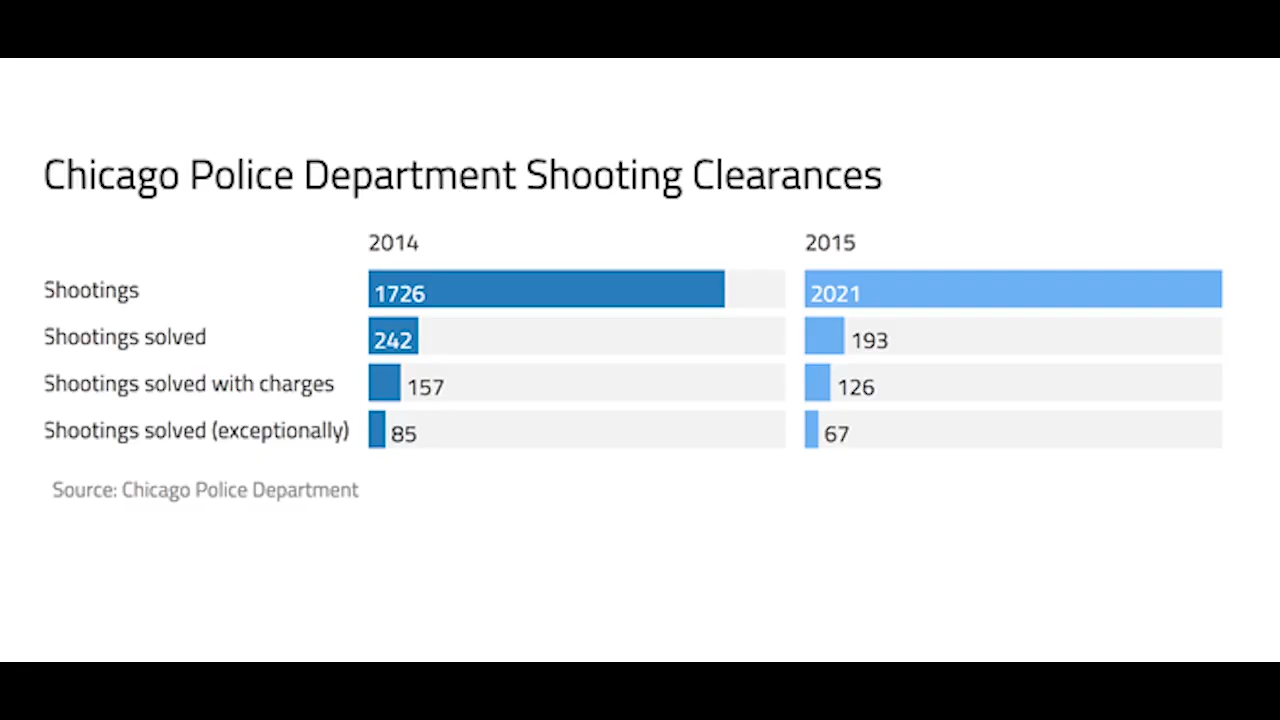 Chicago Police Department Shooting Clearances
2014 2015
Shootings 1726 2021
Shootings solved 242 193
Shootings solved with charges 157 126
Shootings solved (exceptionally) 85 67
Source: Chicago Police Department